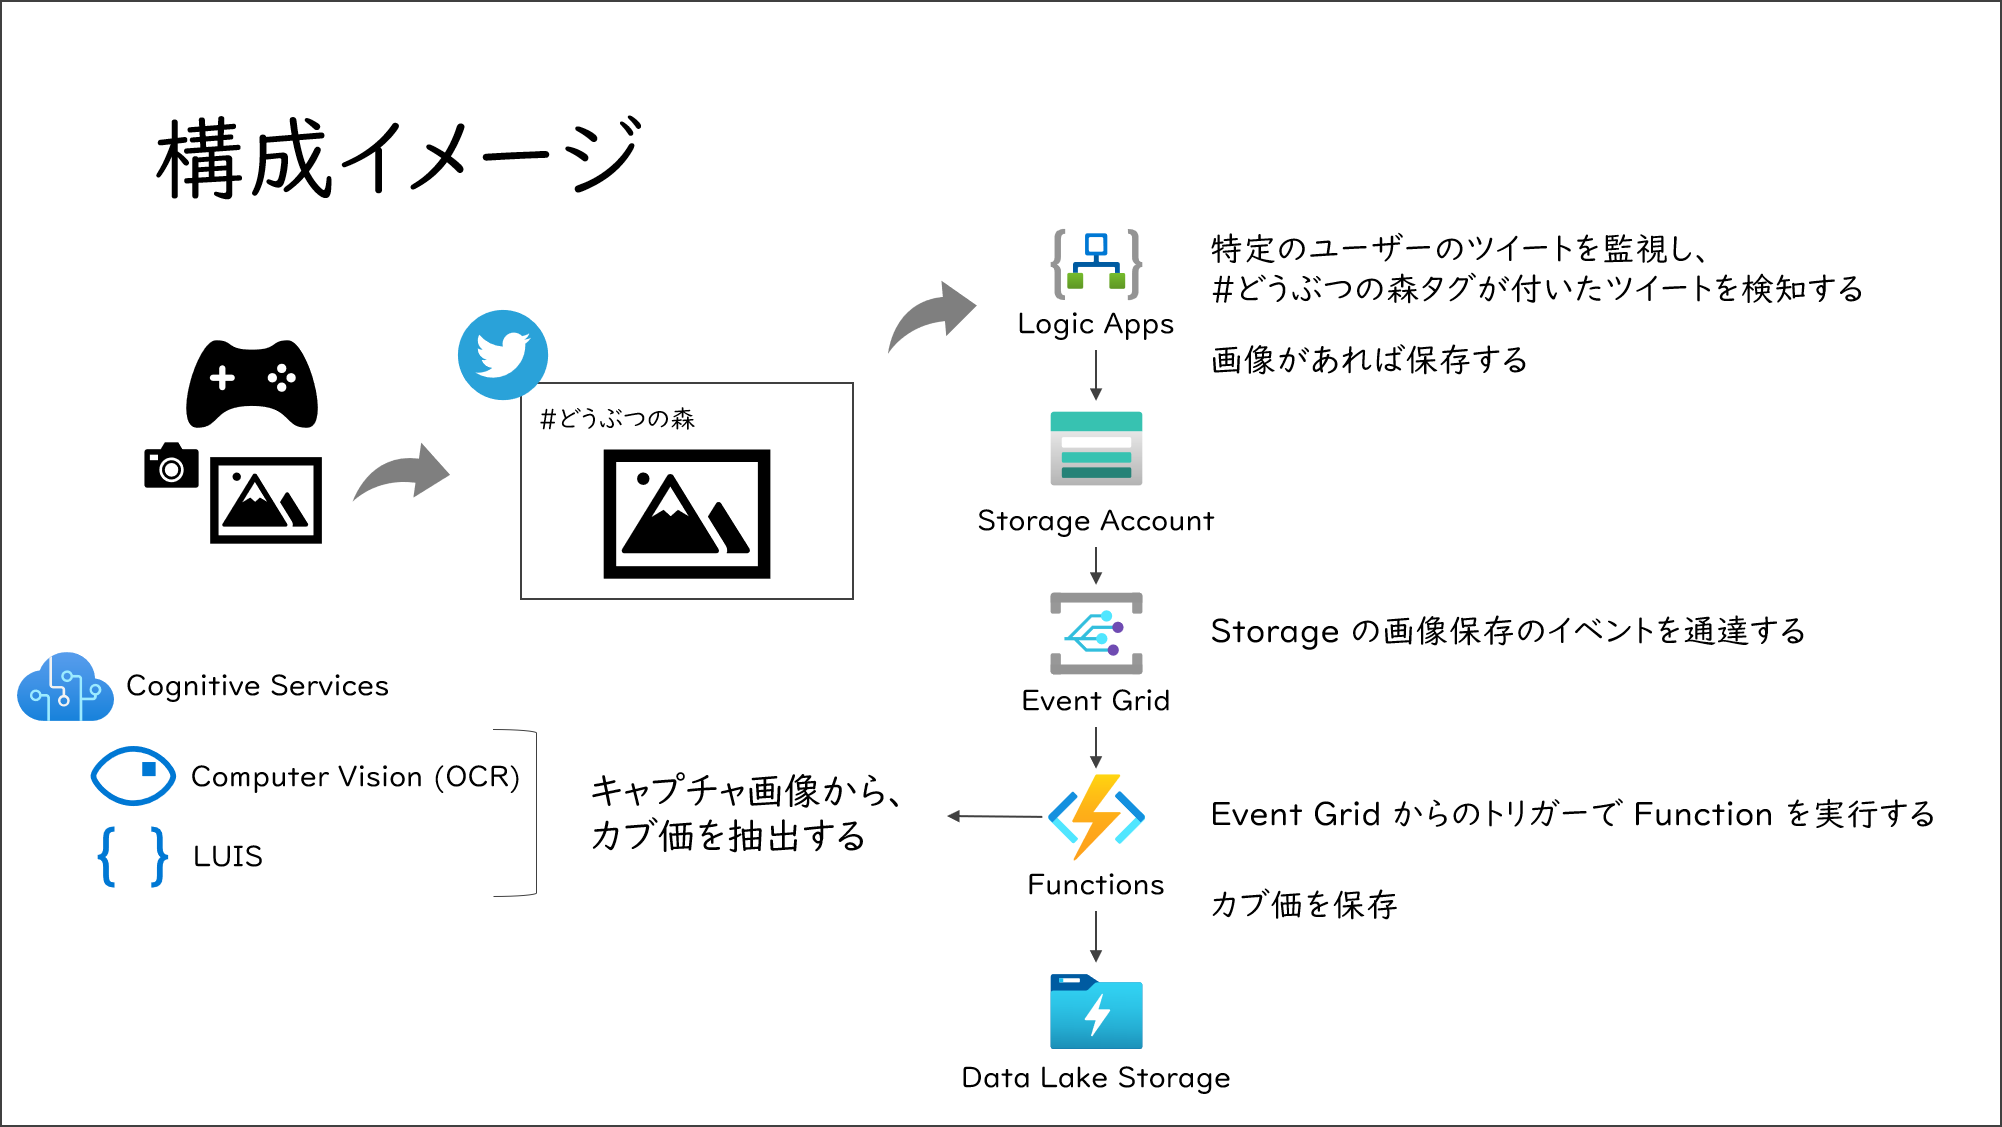 構成イメージ
#どうぶつの森
Logic Apps
特定のユーザーのツイートを監視し、
#どうぶつの森タグが付いたツイートを検知する
画像があれば保存する
Storage Account
Event Grid
Storage の画像保存のイベントを通達する
Cognitive Services
Computer Vision (OCR)
LUIS
キャプチャ画像から、
カブ価を抽出する
Functions
Event Grid からのトリガーで Function を実行する
カブ価を保存
Data Lake Storage